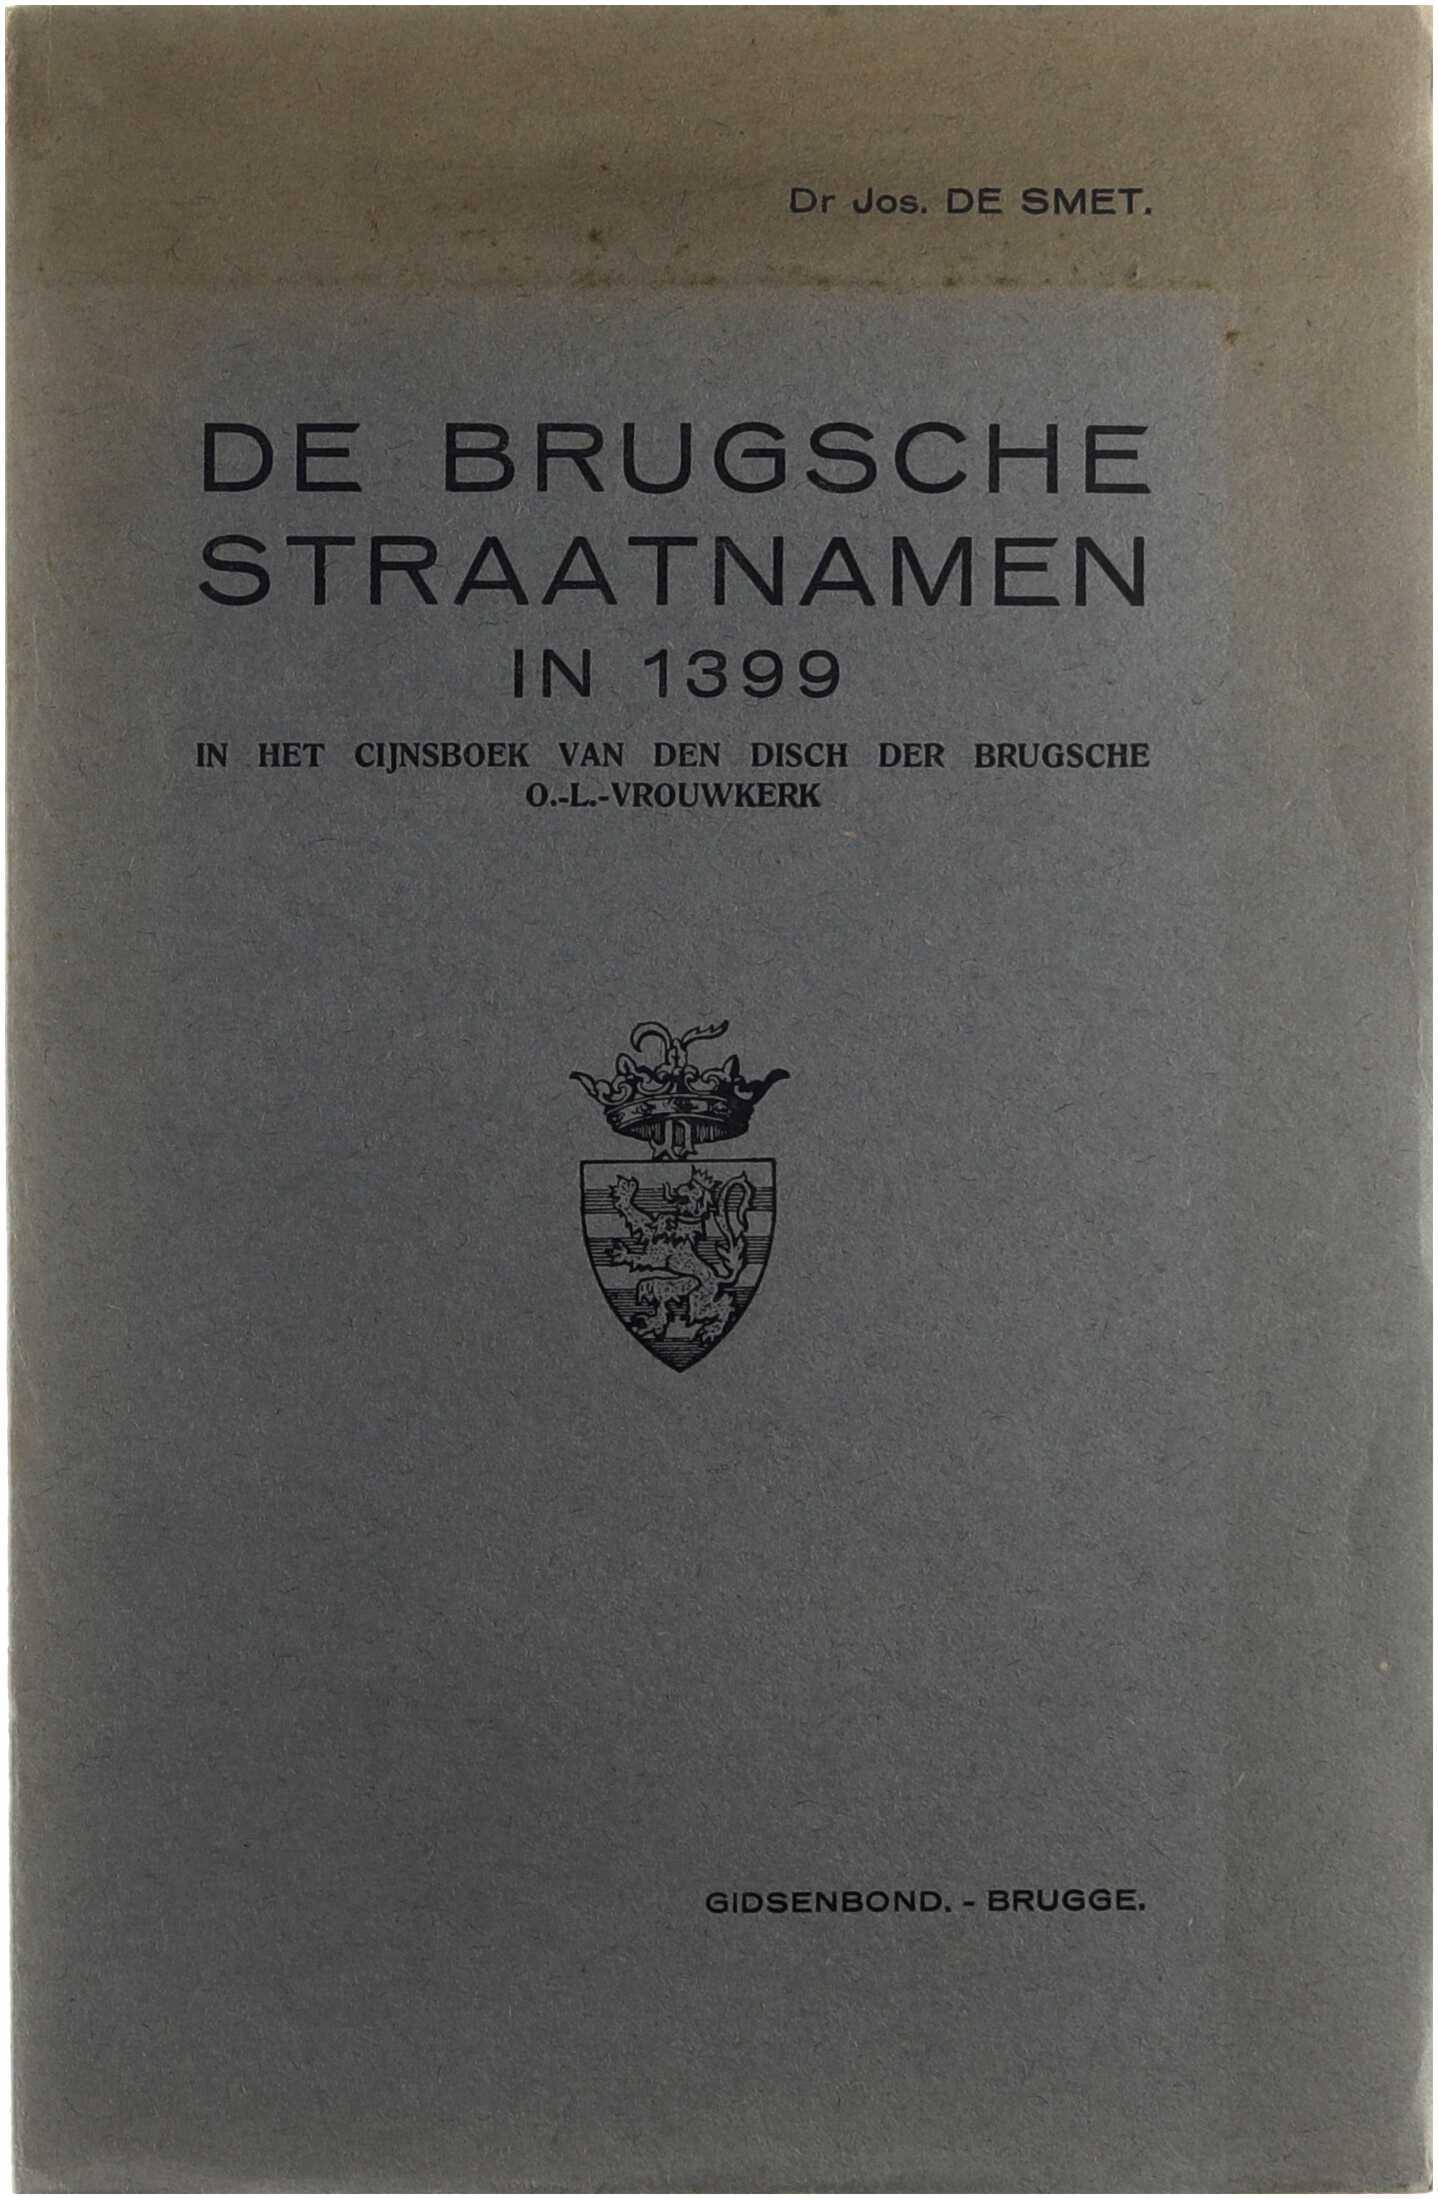 Dr Jos. DE SMET.
DE BRUGSCHE
STRAATNAMEN
IN 1399
IN HET CIJNSBOEK VAN DEN DISCH DER BRUGSCHE
O.-L.-VROUWKERK
GIDSENBOND. - BRUGGE.